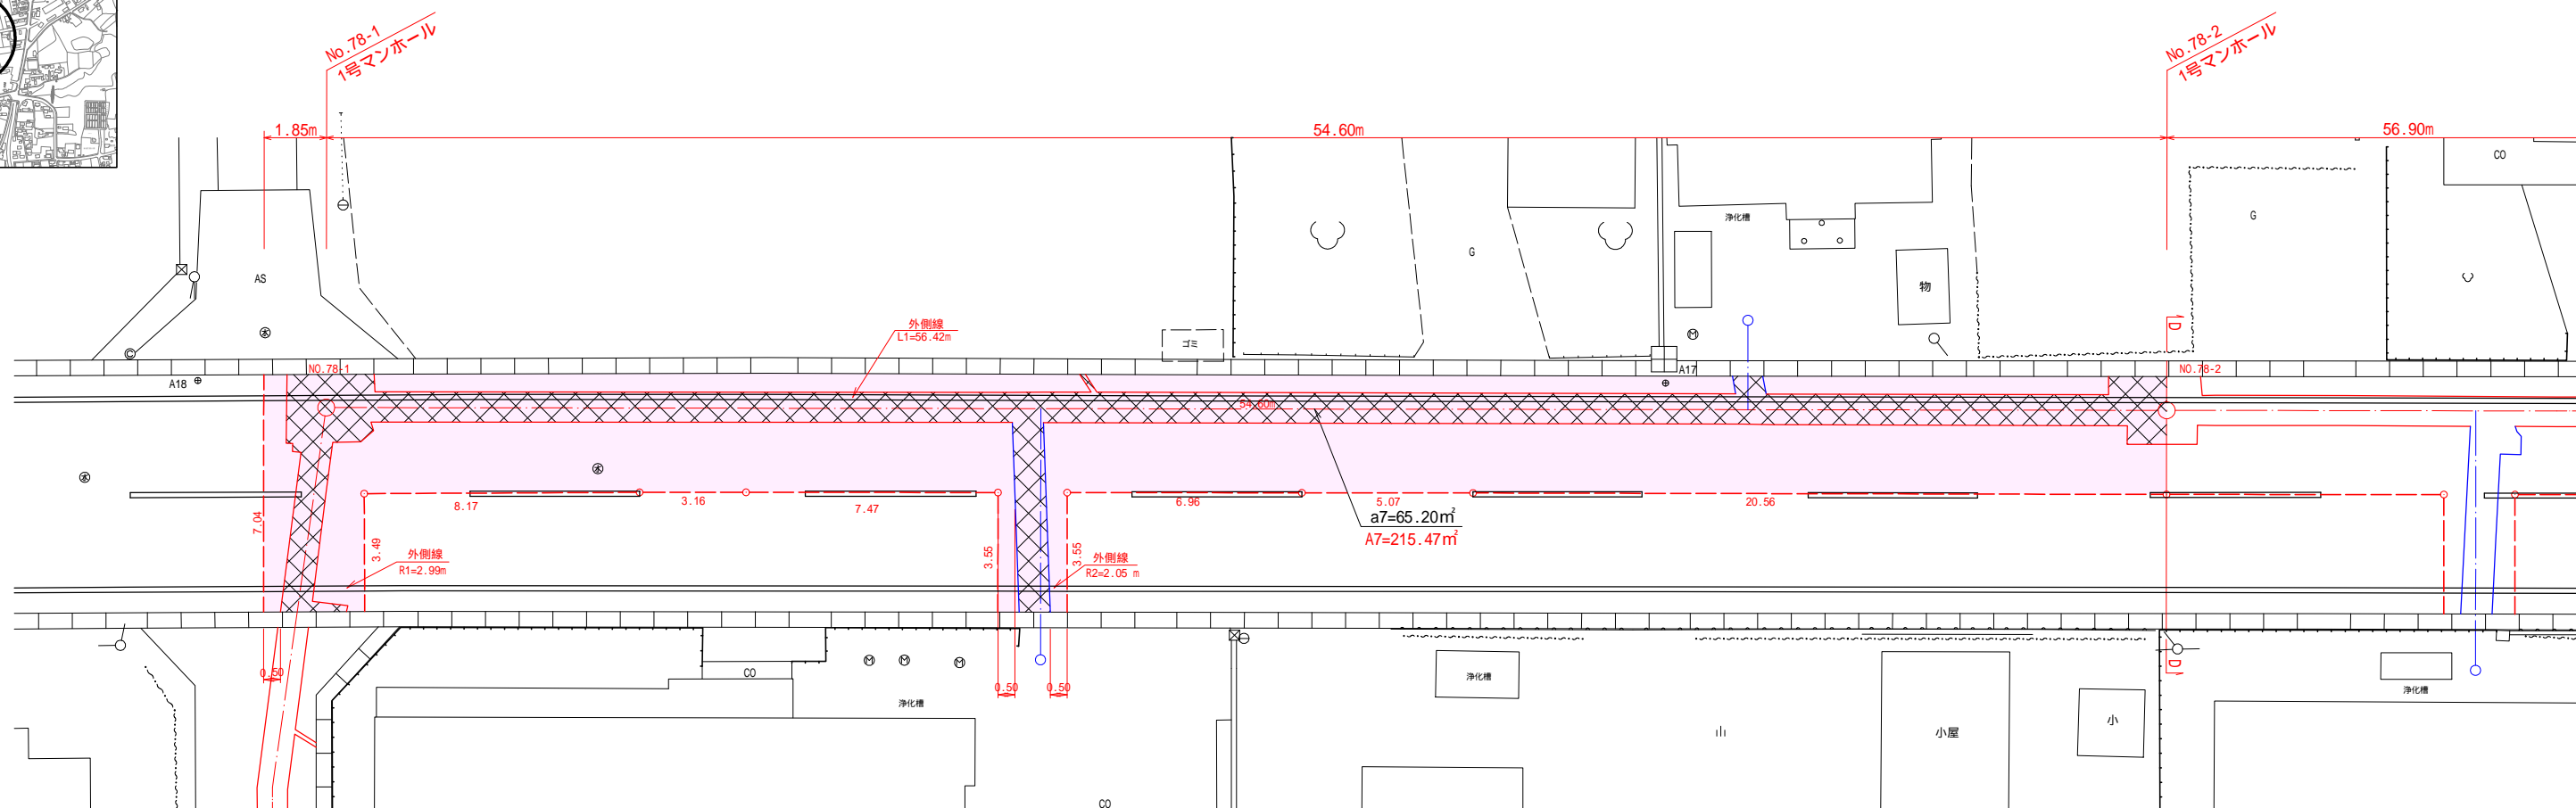 No.78-1
1号マンホール
No.78-2
1号マンホール
1.85m
54.60m
56.90m
CO
G
浄化槽
G
AS
物
外側線
L1=56.42m
ゴミ
D
A18
NO.78-1
A17
NO.78-2
54.60m
8.17
3.16
7.47
6.96
5.07
20.56
7.04
3.49
3.55
3.55
a7=65.20㎡
A7=215.47㎡
外側線
R1=2.99m
外側線
R2=2.05 m
0.50
0.50
0.50
CO
浄化槽
浄化槽
D
浄化槽
小
小屋
CO